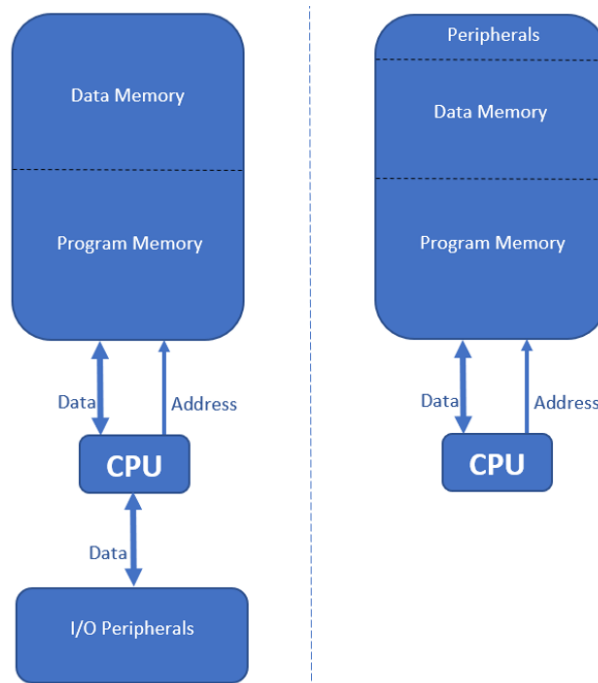 Data Memory
Program Memory
Data
Address
CPU
Data
I/O Peripherals
Peripherals
Data Memory
Program Memory
Data
Address
CPU